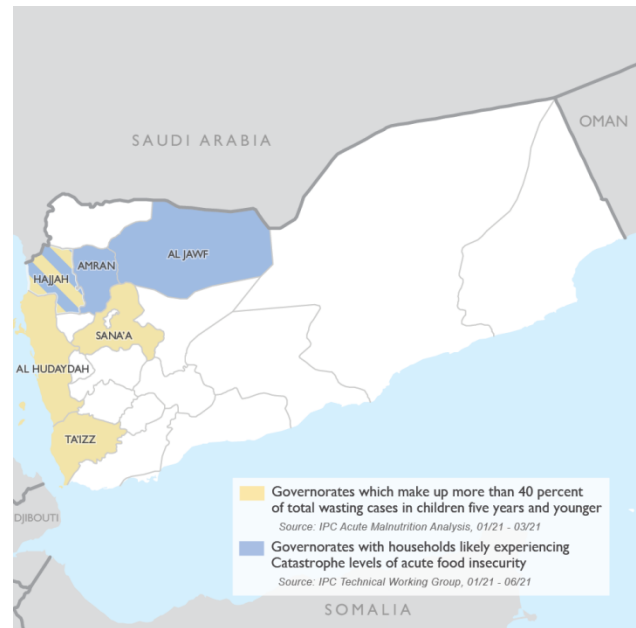 SAUDI ARABIA
OMAN
AL JAWF
AMRAN
HAJJAH
SANA'A
AL HUDAYDAH
TA'IZZ
DJIBOUTI
SOMALIA
Governorates which make up more than 40 percent
of total wasting cases in children five years and younger
Source: IPC Acute Malnutrition Analysis, 01/21 - 03/21
Governorates with households likely experiencing
Catastrophe levels of acute food insecurity
Source: IPC Technical Working Group, 01/21 - 06/21